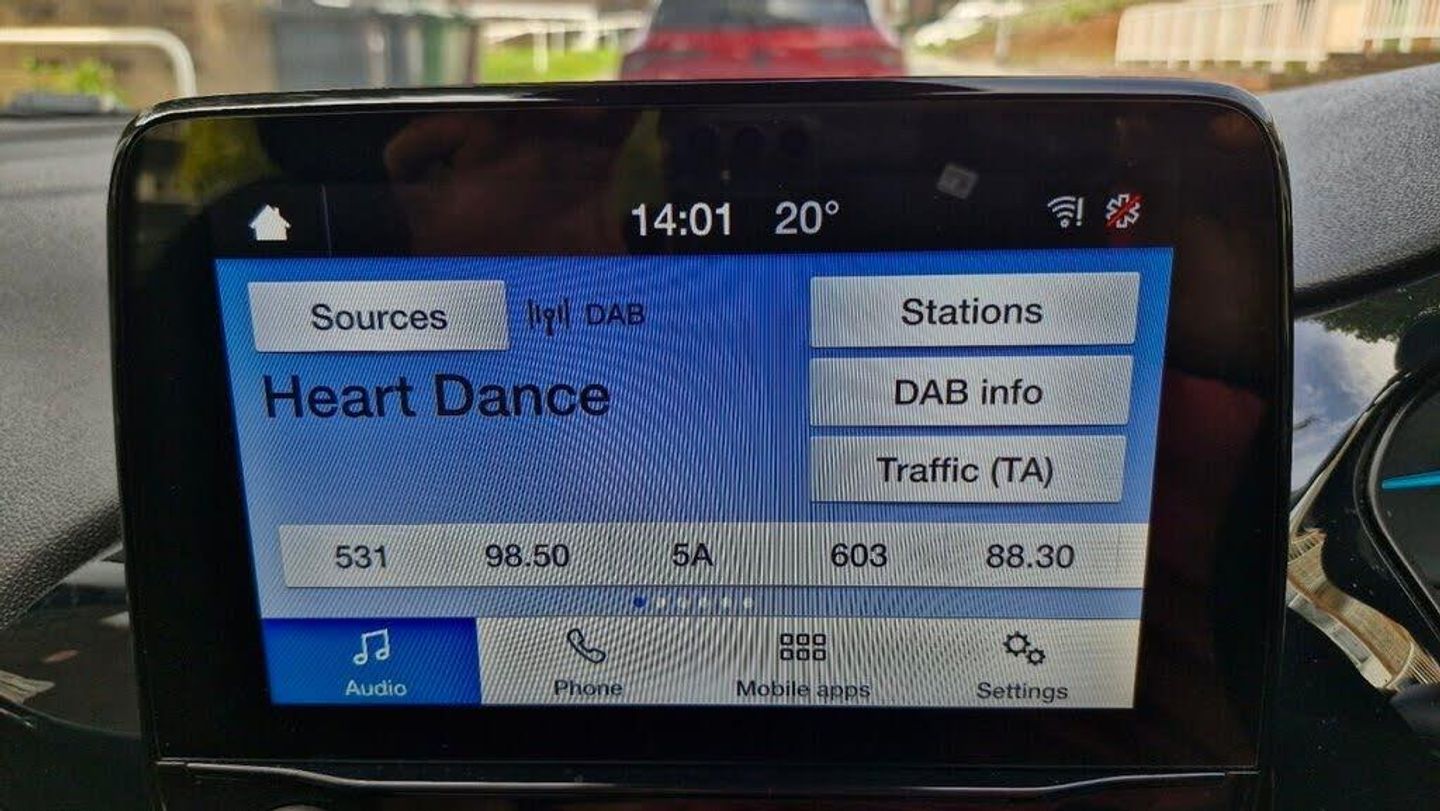 14:01 20°
Sources DAB Stations
Heart Dance
DAB info
Traffic (TA)
531 98.50 5A 603 88.30
Audio Phone Mobile apps Settings